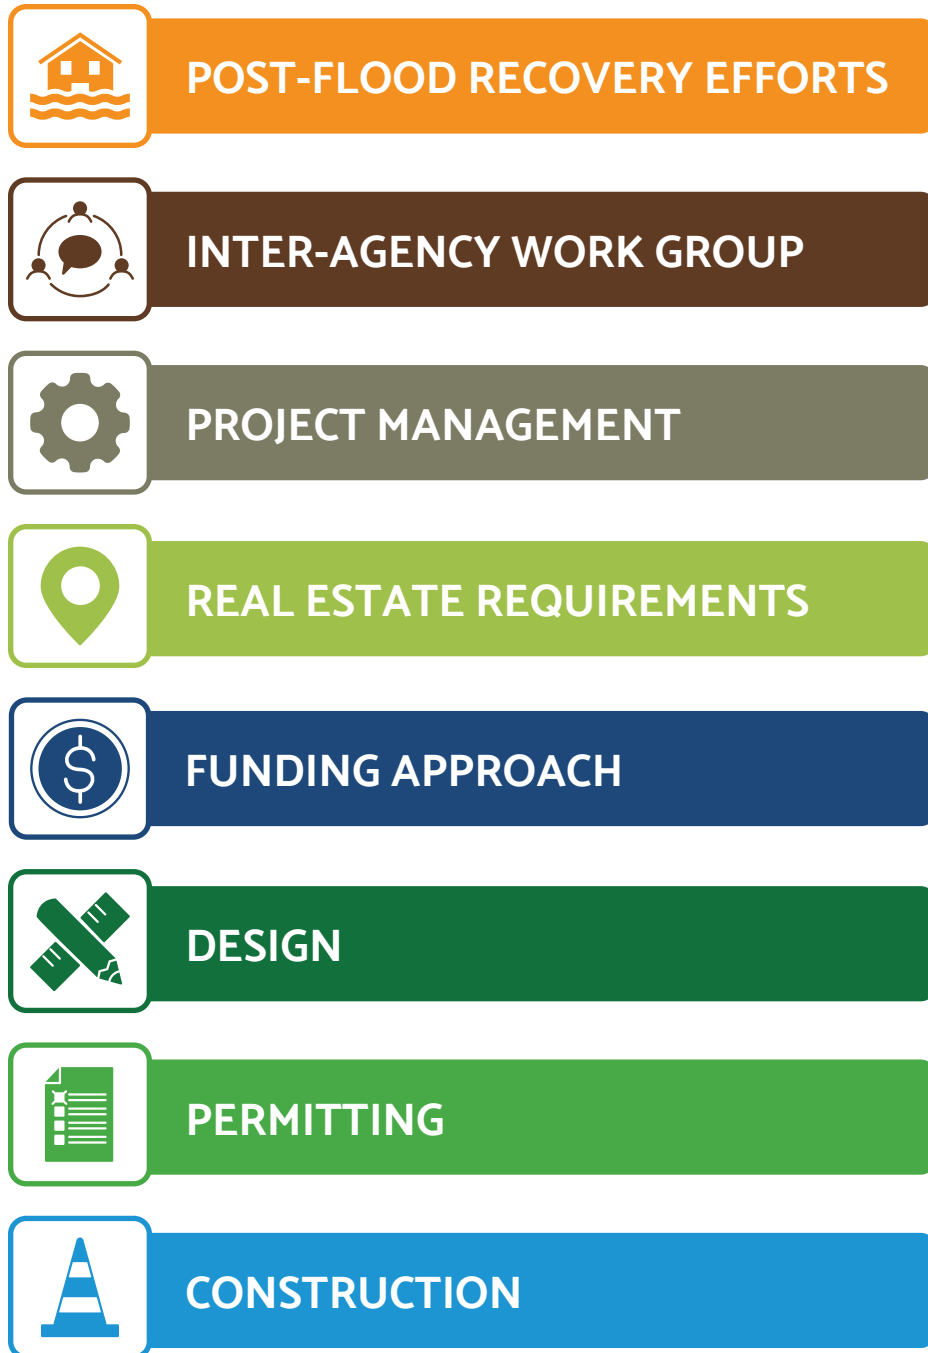 POST-FLOOD RECOVERY EFFORTS
INTER-AGENCY WORK GROUP
PROJECT MANAGEMENT
REAL ESTATE REQUIREMENTS
$
FUNDING APPROACH
DESIGN
PERMITTING
CONSTRUCTION